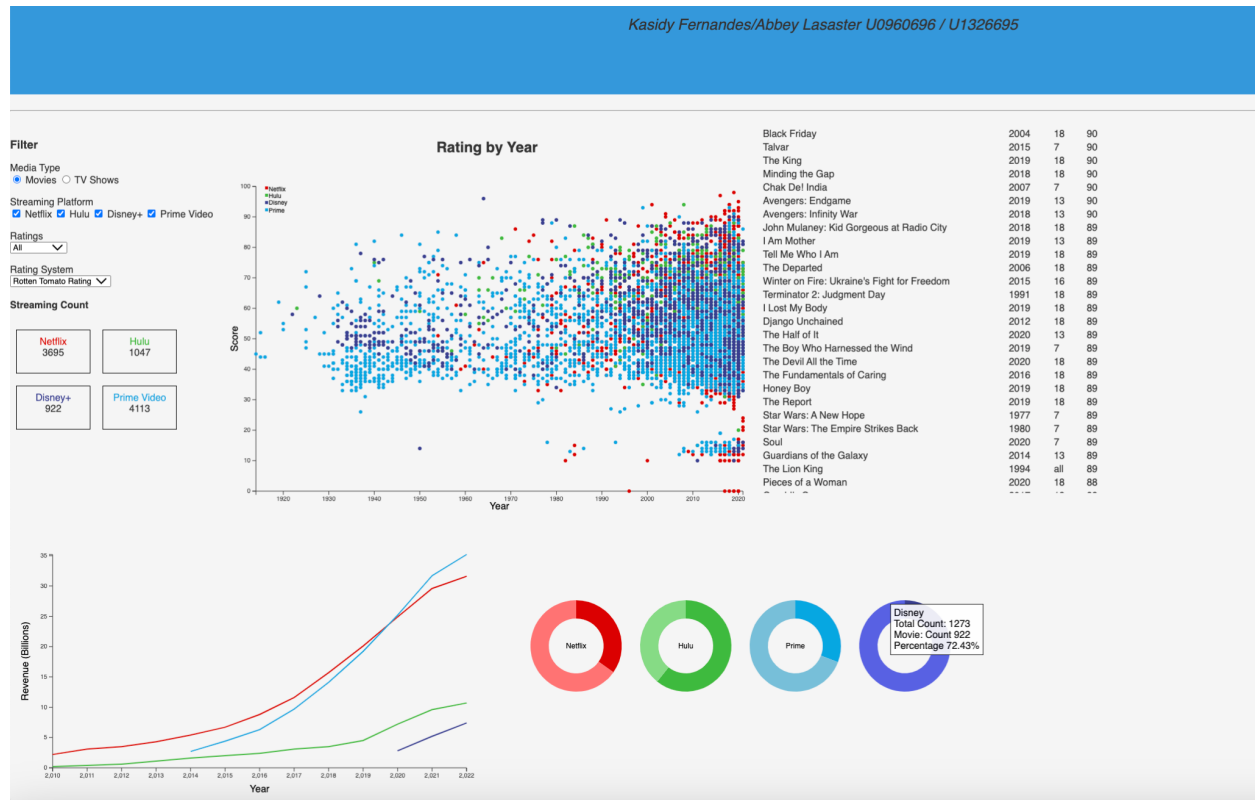 Kasidy Fernandes/Abbey Lasaster U0960696 / U1326695
Filter
Media Type
Movies TV Shows
Streaming Platform
Netflix Hulu Disney+ Prime Video
Ratings
All
Rating System
Rotten Tomato Rating
Streaming Count
Netflix
3695
Hulu
1047
Disney+
922
Prime Video
4113
Rating by Year
Netflix
Hulu
Disney
Prime
Score
100
90
80
70
60
50
40
30
20
10
0
1920 1930 1940 1950 1960 1970 1980 1990 2000 2010 2020
Year
Black Friday 2004 18 90
Talvar 2015 7 90
The King 2019 18 90
Minding the Gap 2018 18 90
Chak De! India 2007 7 90
Avengers: Endgame 2019 13 90
Avengers: Infinity War 2018 13 90
John Mulaney: Kid Gorgeous at Radio City 2018 18 89
I Am Mother 2019 13 89
Tell Me Who I Am 2019 18 89
The Departed 2006 18 89
Winter on Fire: Ukraine's Fight for Freedom 2015 16 89
Terminator 2: Judgment Day 1991 18 89
I Lost My Body 2019 18 89
Django Unchained 2012 18 89
The Half of It 2020 13 89
The Boy Who Harnessed the Wind 2019 7 89
The Devil All the Time 2020 18 89
The Fundamentals of Caring 2016 18 89
Honey Boy 2019 18 89
The Report 2019 18 89
Star Wars: A New Hope 1977 7 89
Star Wars: The Empire Strikes Back 1980 7 89
Soul 2020 7 89
Guardians of the Galaxy 2014 13 89
The Lion King 1994 all 89
Pieces of a Woman 2020 18 88
Revenue (Billions)
35
30
25
20
15
10
5
0
2,010 2,011 2,012 2,013 2,014 2,015 2,016 2,017 2,018 2,019 2,020 2,021 2,022
Year
Netflix
Hulu
Prime
Disney
Total Count: 1273
Movie: Count 922
Percentage 72.43%